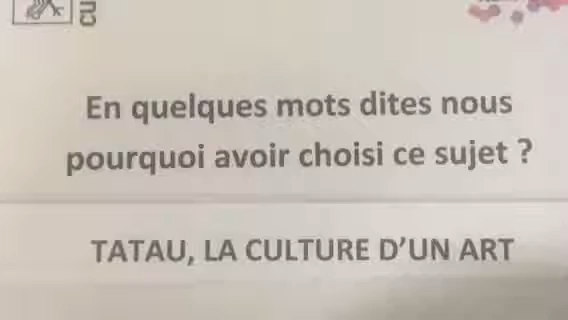 En quelques mots dites nous
pourquoi avoir choisi ce sujet ?
TATAU, LA CULTURE D'UN ART